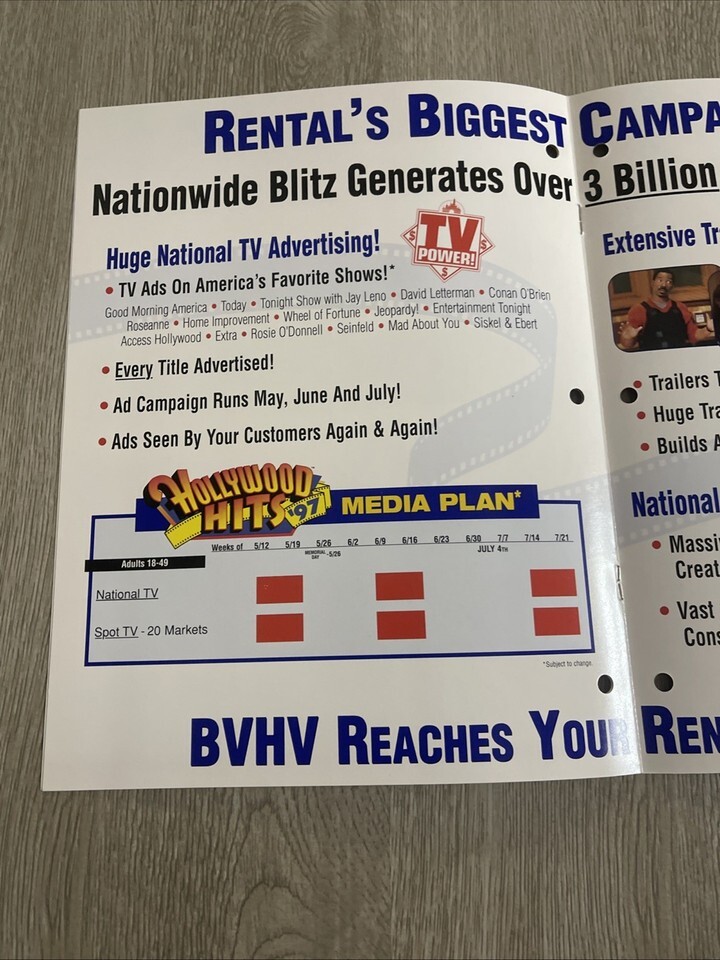 RENTAL'S BIGGEST CAMPA
Nationwide Blitz Generates Over 3 Billion
Huge National TV Advertising!
TV
POWER!
$ $ $
• TV Ads On America's Favorite Shows!*
Good Morning America • Today • Tonight Show with Jay Leno • David Letterman • Conan O'Brien
Roseanne • Home Improvement • Wheel of Fortune • Jeopardy! • Entertainment Tonight
Access Hollywood • Extra • Rosie O'Donnell • Seinfeld • Mad About You • Siskel & Ebert
• Every Title Advertised!
• Ad Campaign Runs May, June And July!
• Ads Seen By Your Customers Again & Again!
HOLLYWOOD
HITS '97
MEDIA PLAN*
Weeks of 5/12 5/19 5/26 6/2 6/9 6/16 6/23 6/30 7/7 7/14 7/21
MEMORIAL DAY -5/26
JULY 4TH
Adults 18-49
National TV
Spot TV - 20 Markets
*Subject to change.
Extensive Tr
• Trailers T
• Huge Tra
• Builds A
National
• Massi
Creat
• Vast
Cons
BVHV REACHES YOUR REN